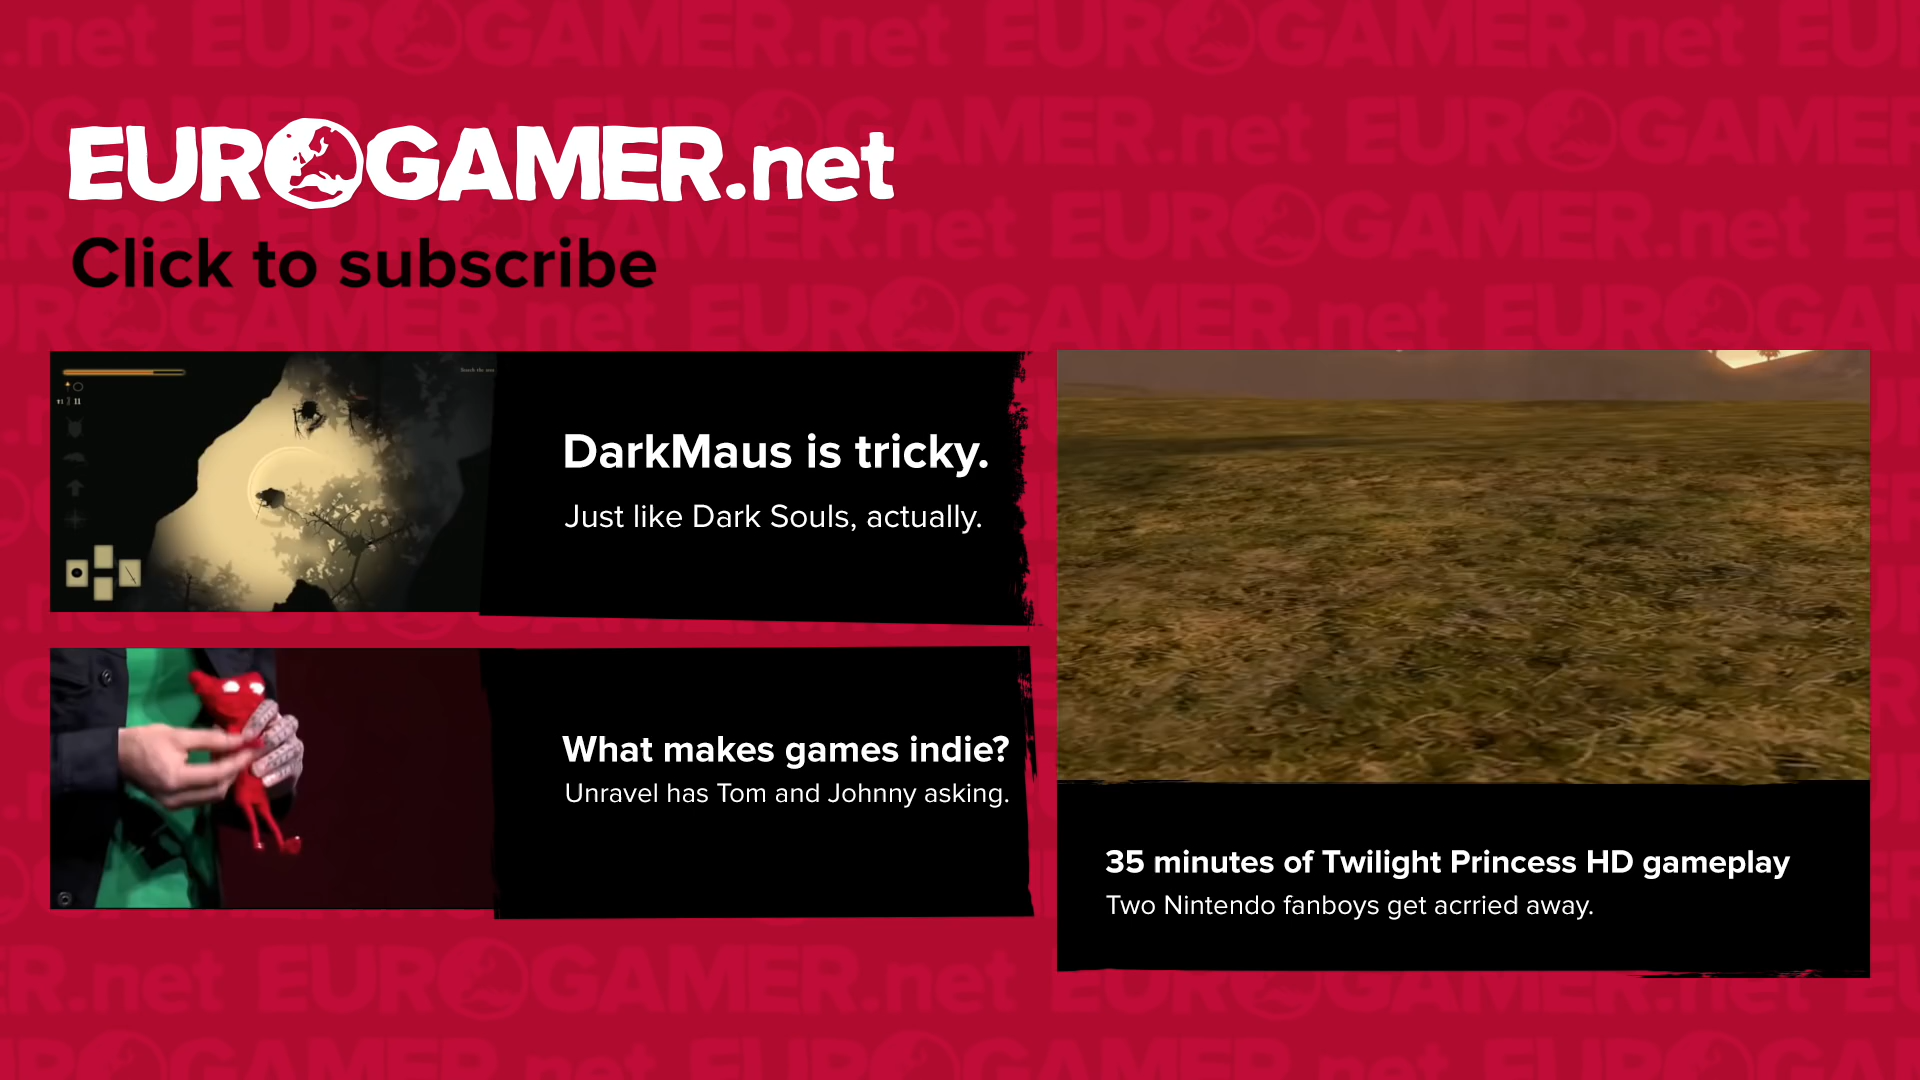 EUROGAMER.net
Click to subscribe
DarkMaus is tricky.
Just like Dark Souls, actually.
What makes games indie?
Unravel has Tom and Johnny asking.
35 minutes of Twilight Princess HD gameplay
Two Nintendo fanboys get acrried away.